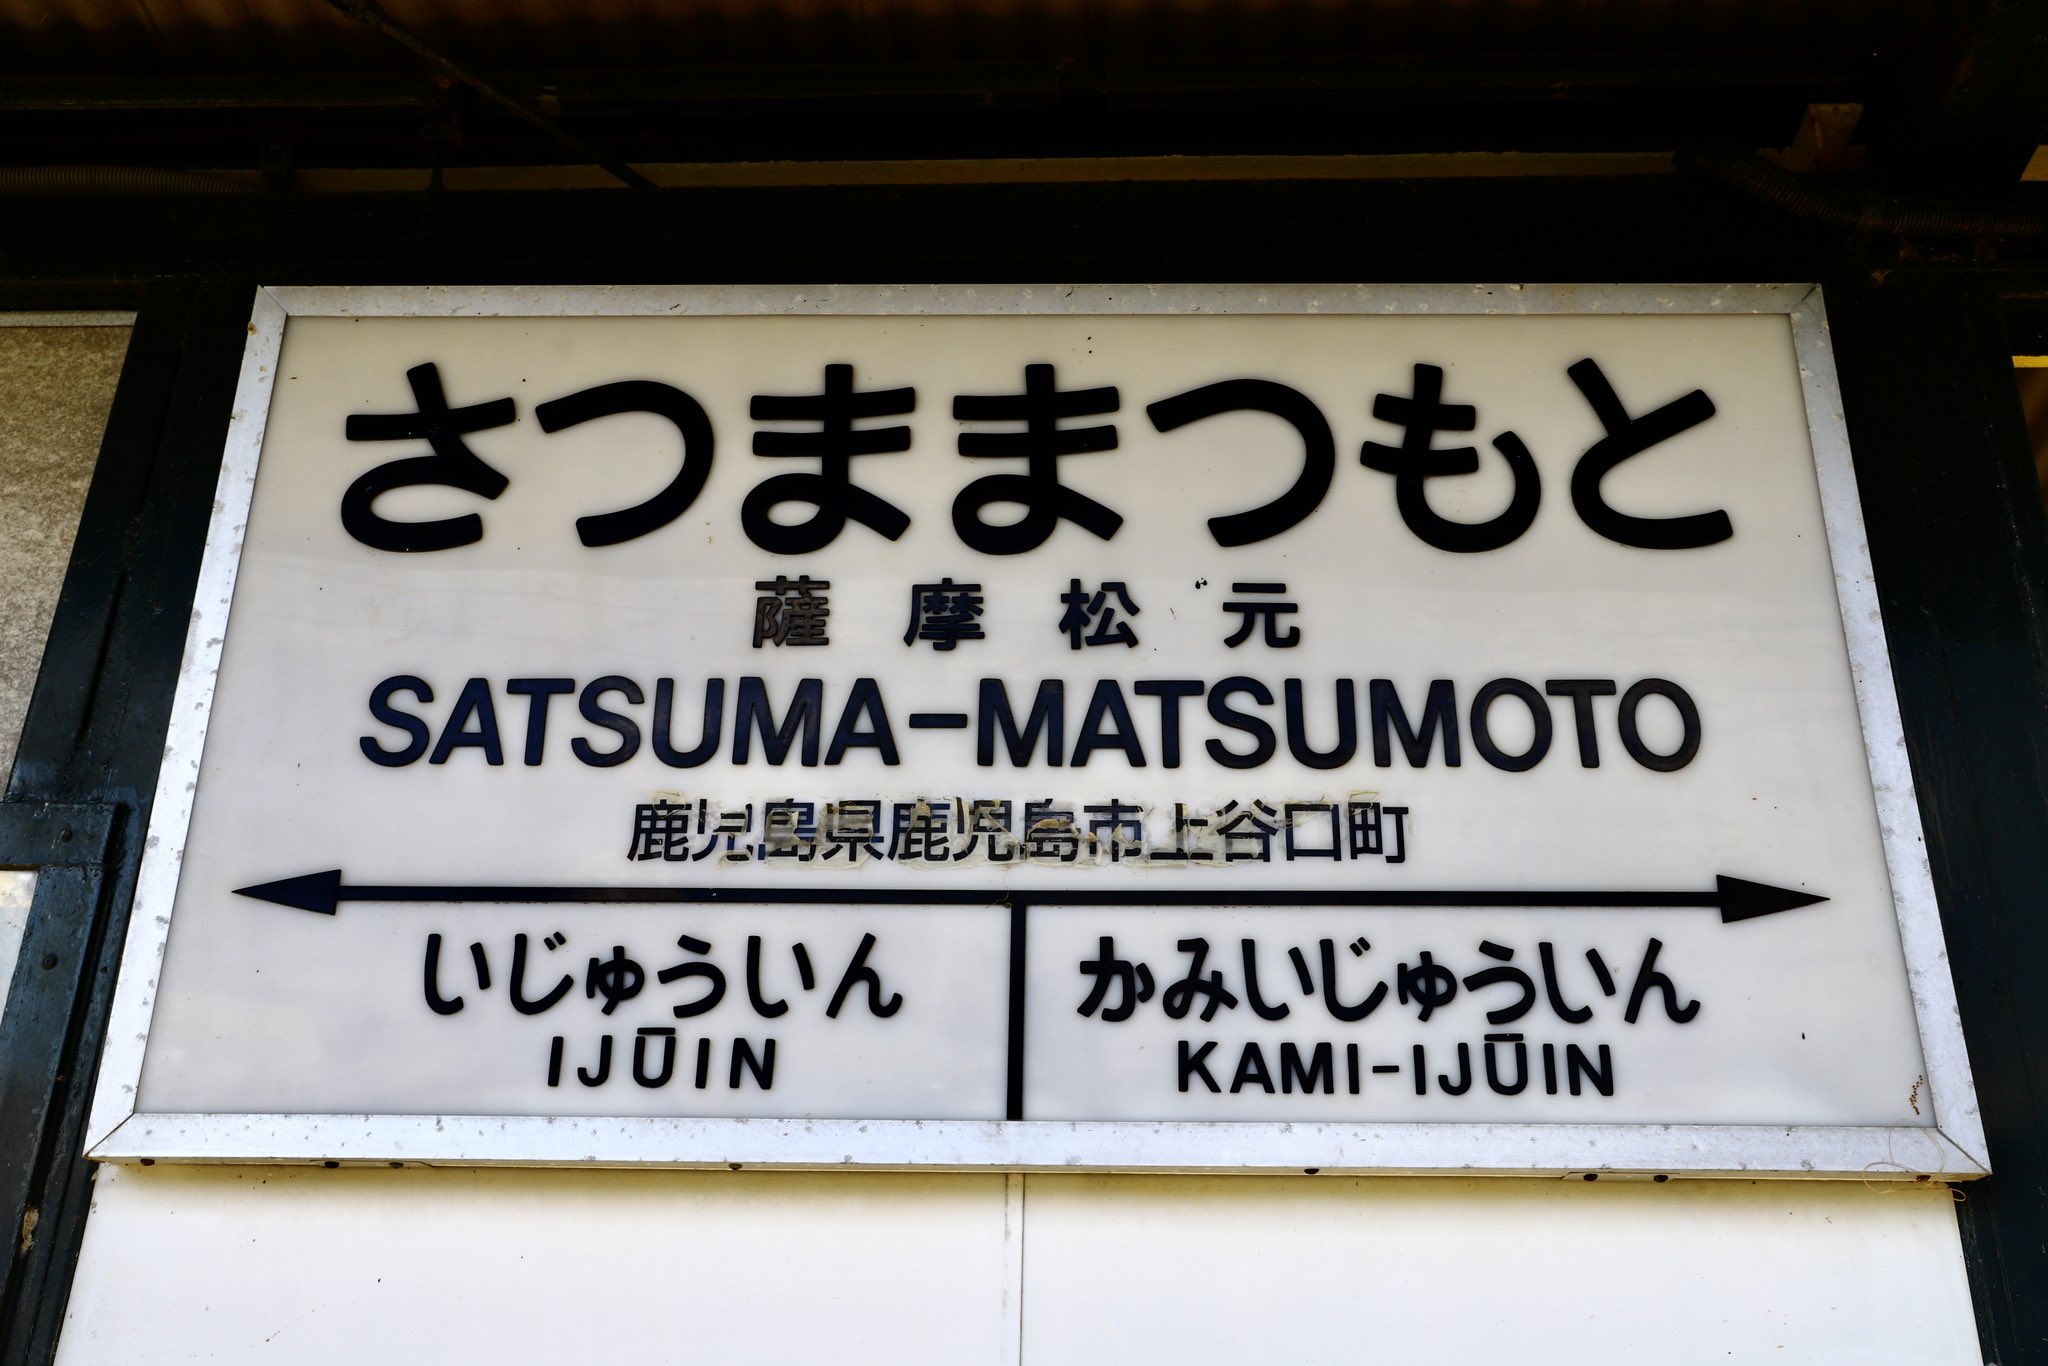 さつままつもと
薩摩松元
SATSUMA-MATSUMOTO
鹿児島県鹿児島市上谷口町
いじゅういん かみいじゅういん
IJŪIN KAMI-IJŪIN